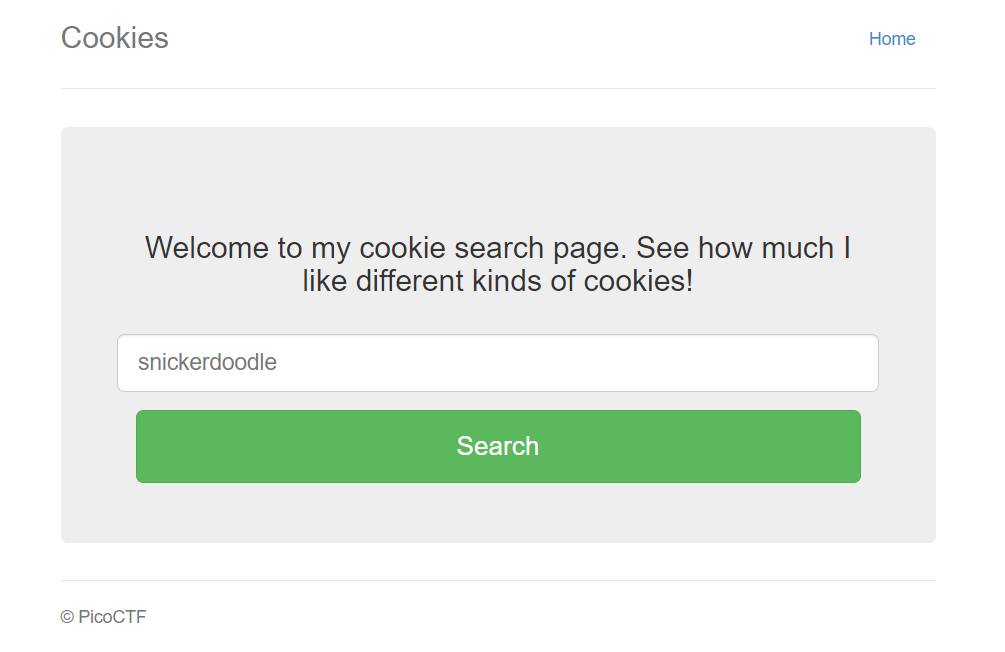 Cookies
Home
Welcome to my cookie search page. See how much I
like different kinds of cookies!
snickerdoodle
Search
© PicoCTF